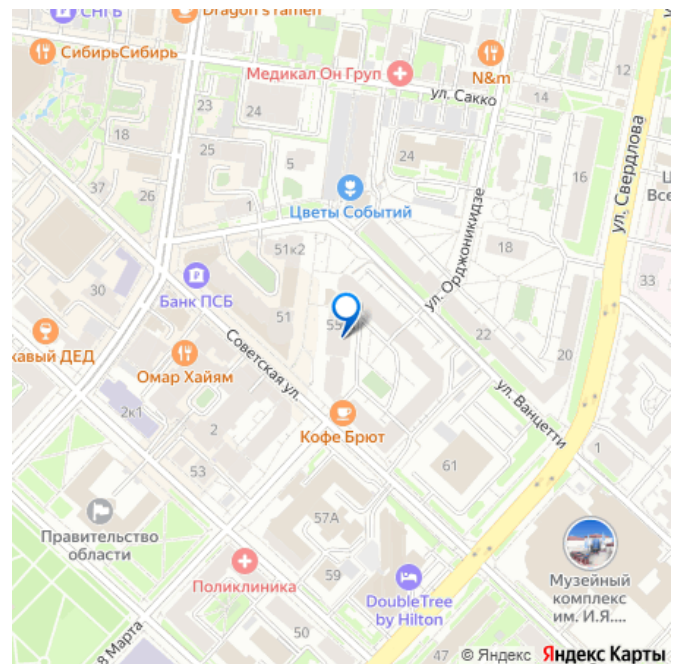 СНГБ
Dragon's ramen
СибирьСибирь
Медикал Он Груп
N&m
12
ул. Сакко
14
23
24
18
25
5
24
16
ул. Свердлова
37
26
1
Цветы Событий
51к2
ул. Орджоникидзе
18
33
30
Банк ПСБ
51
22
20
Омар Хайям
Советская ул.
ул. Ванцетти
2к1
2
Кофе Брют
1
53
61
57А
Правительство
области
Поликлиника
59
DoubleTree
by Hilton
Музейный
комплекс
им. И.Я....
8 Марта
50
47
© Яндекс Яндекс Карты